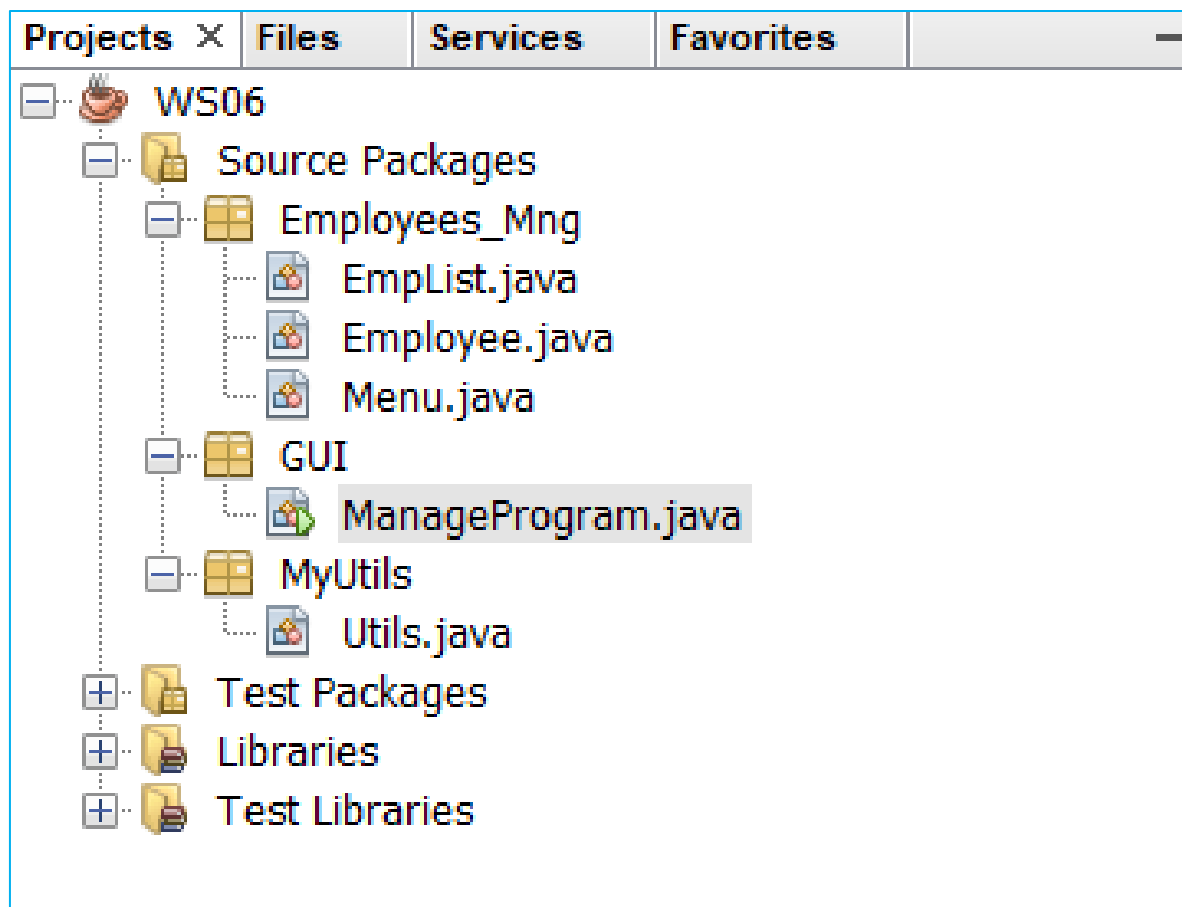 Projects Files Services Favorites
WS06
Source Packages
Employees_Mng
EmpList.java
Employee.java
Menu.java
GUI
ManageProgram.java
MyUtils
Utils.java
Test Packages
Libraries
Test Libraries